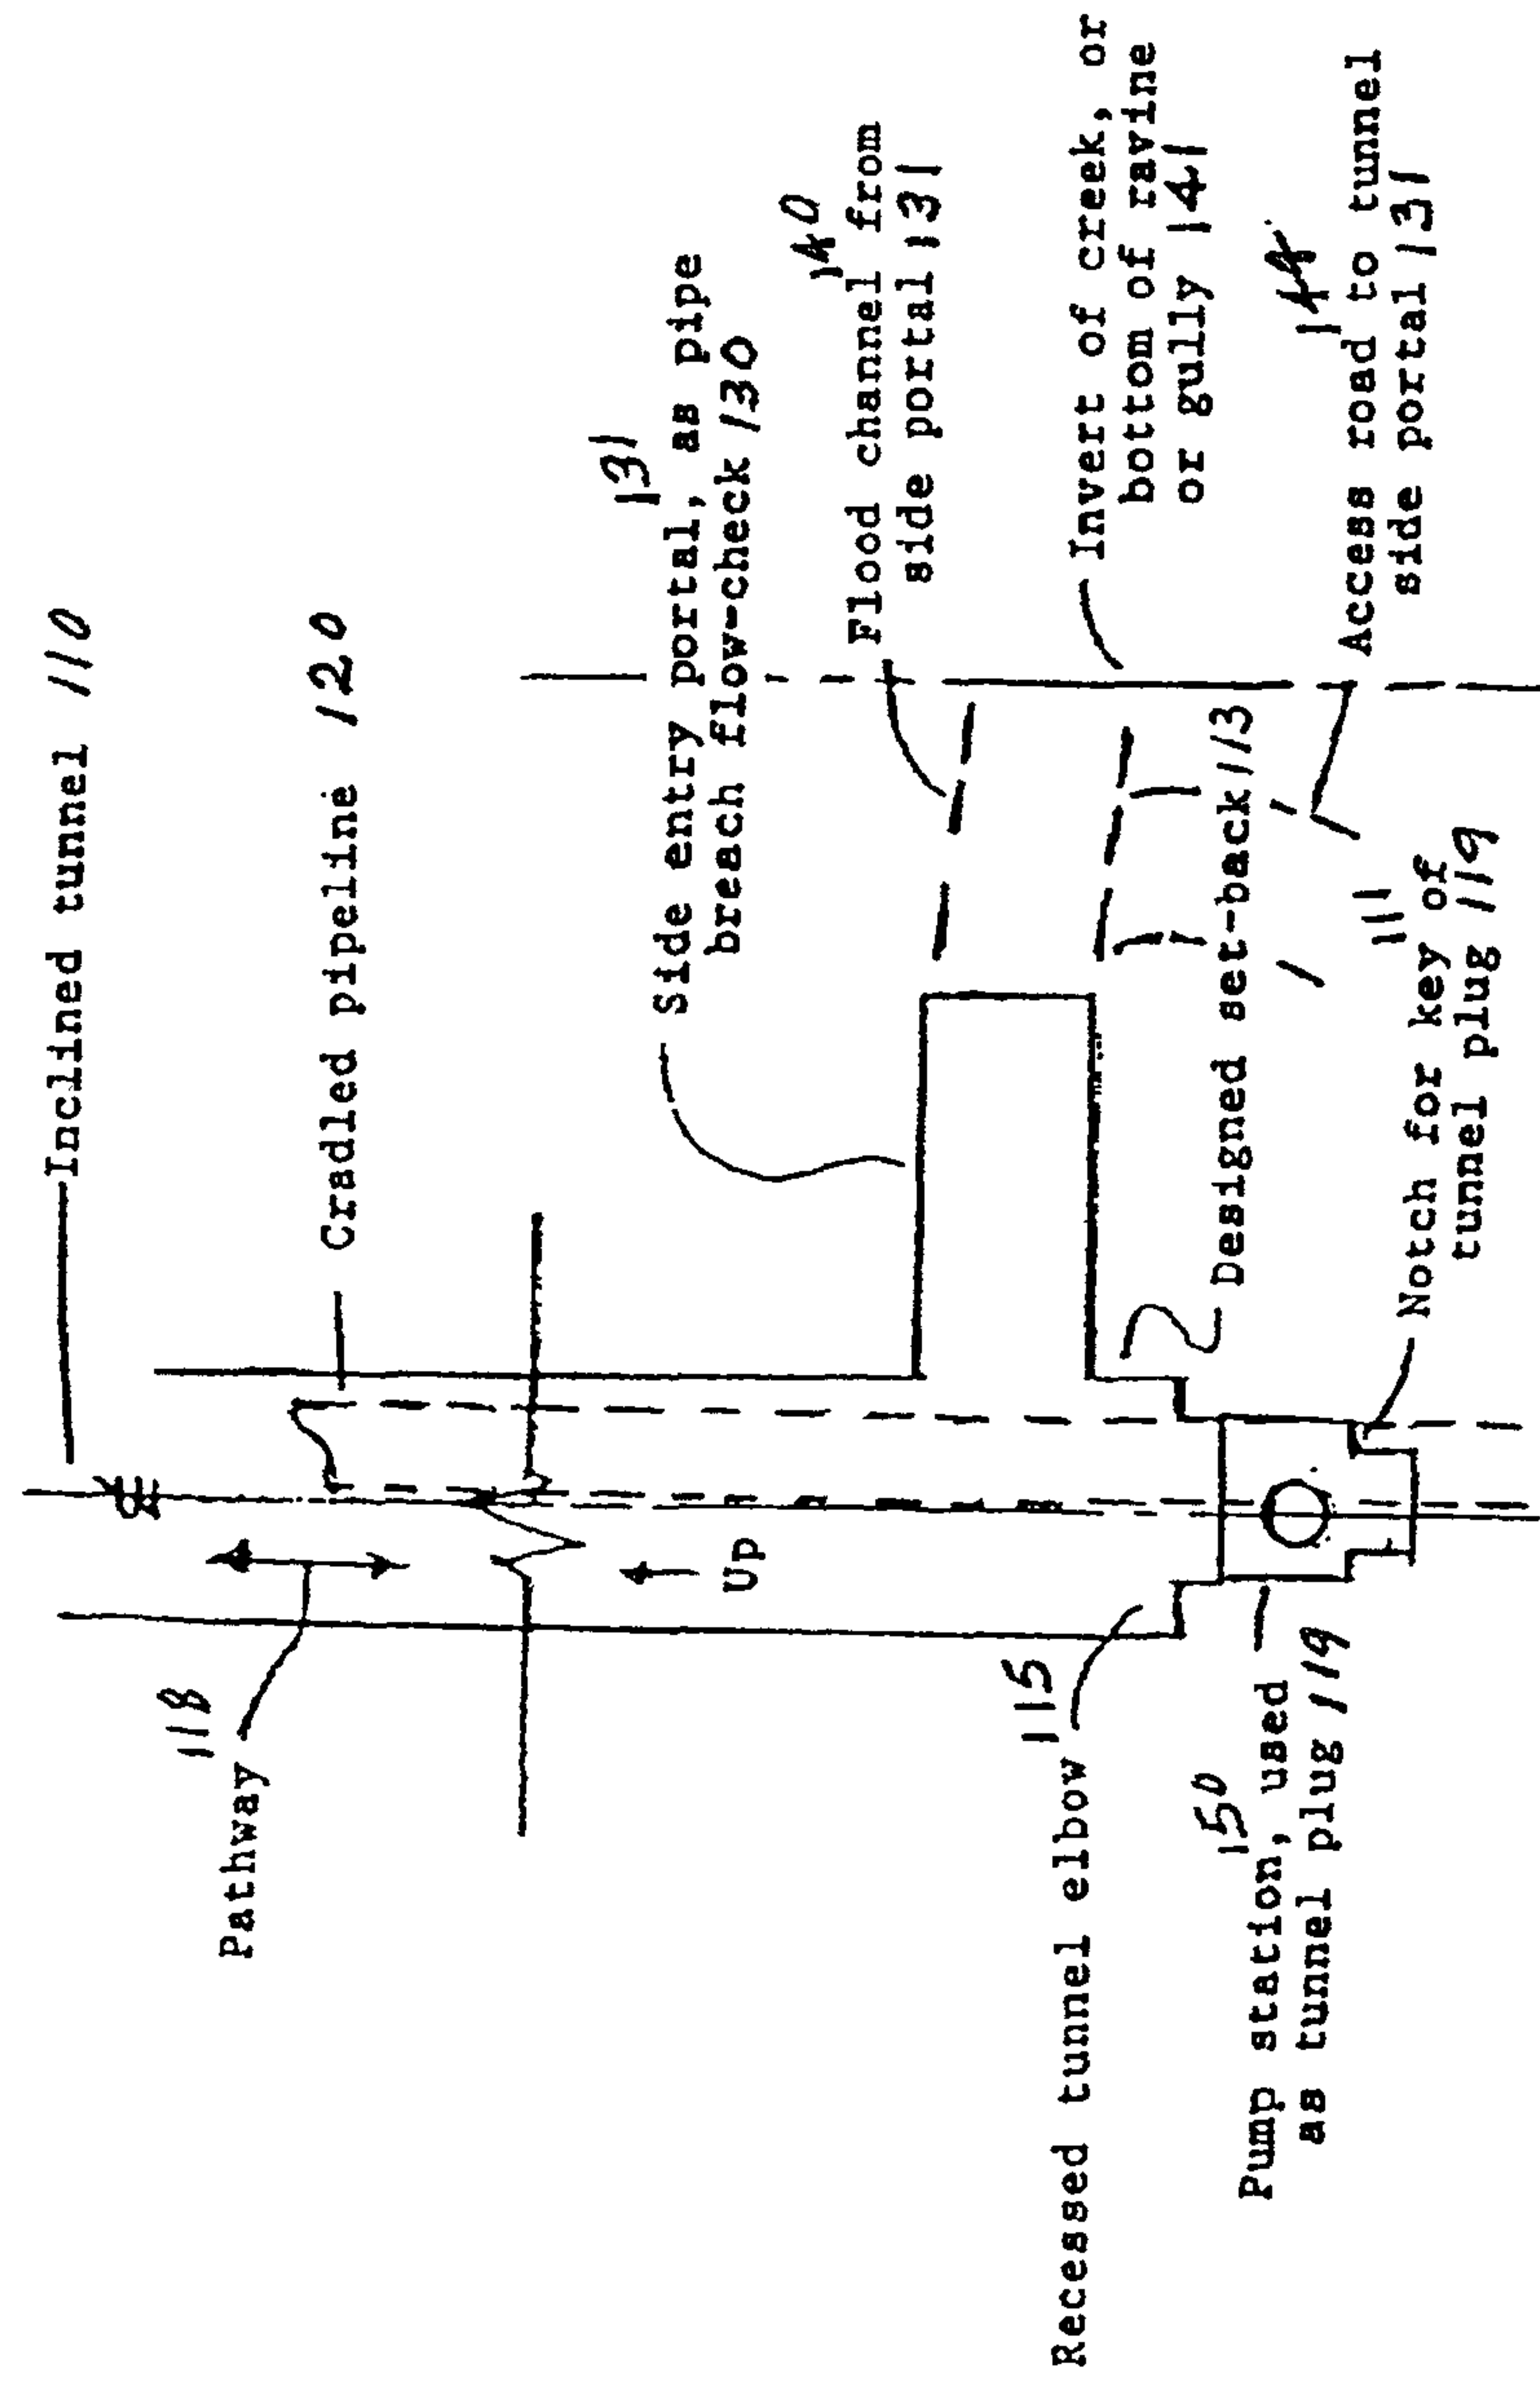 Inclined tunnel 110
118
Pathway
Cradled pipeline 120
131
Side entry portal, as pipe
breach flow-check 130
Up
140
Flood channel from
side portal 131
115
Recessed tunnel elbow
Invert of creek, or
bottom of ravine
or gully 141
150
Pump station, used
as tunnel plug 119
Designed set-back 113
Access road to tunnel
side portal 131
111
Notch for key of
tunnel plug 119